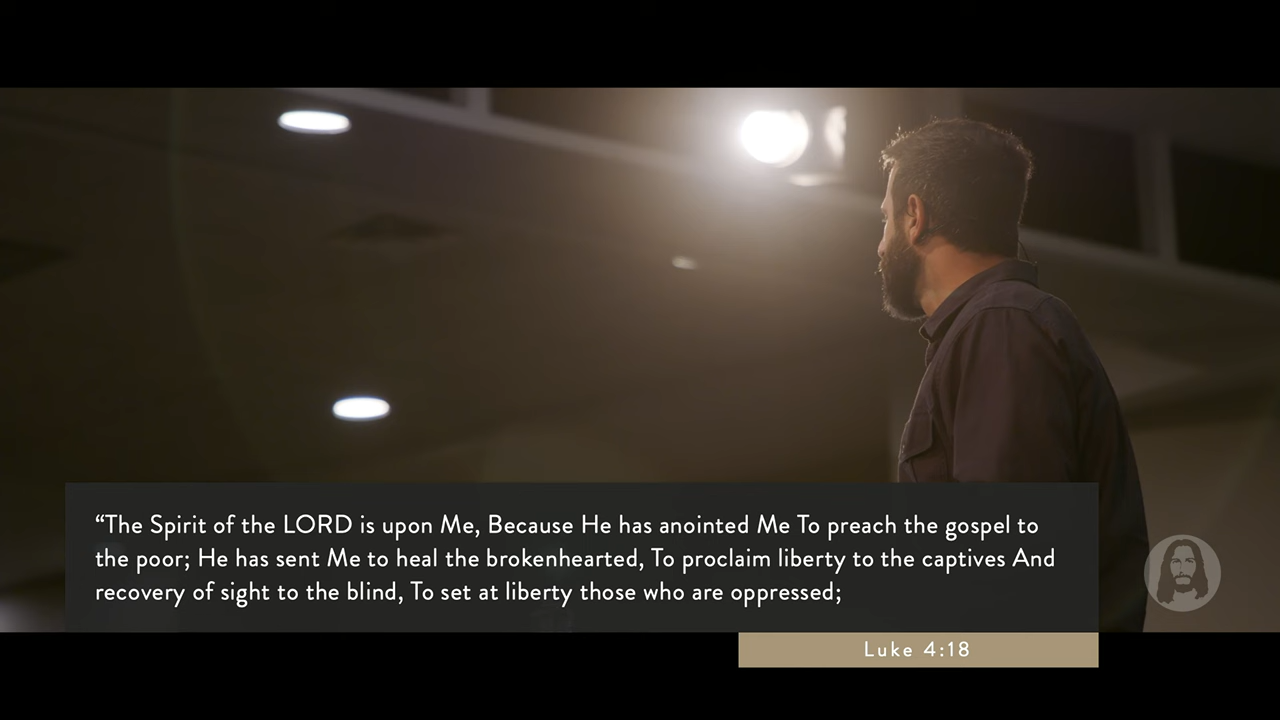 “The Spirit of the LORD is upon Me, Because He has anointed Me To preach the gospel to
the poor; He has sent Me to heal the brokenhearted, To proclaim liberty to the captives And
recovery of sight to the blind, To set at liberty those who are oppressed;
Luke 4:18